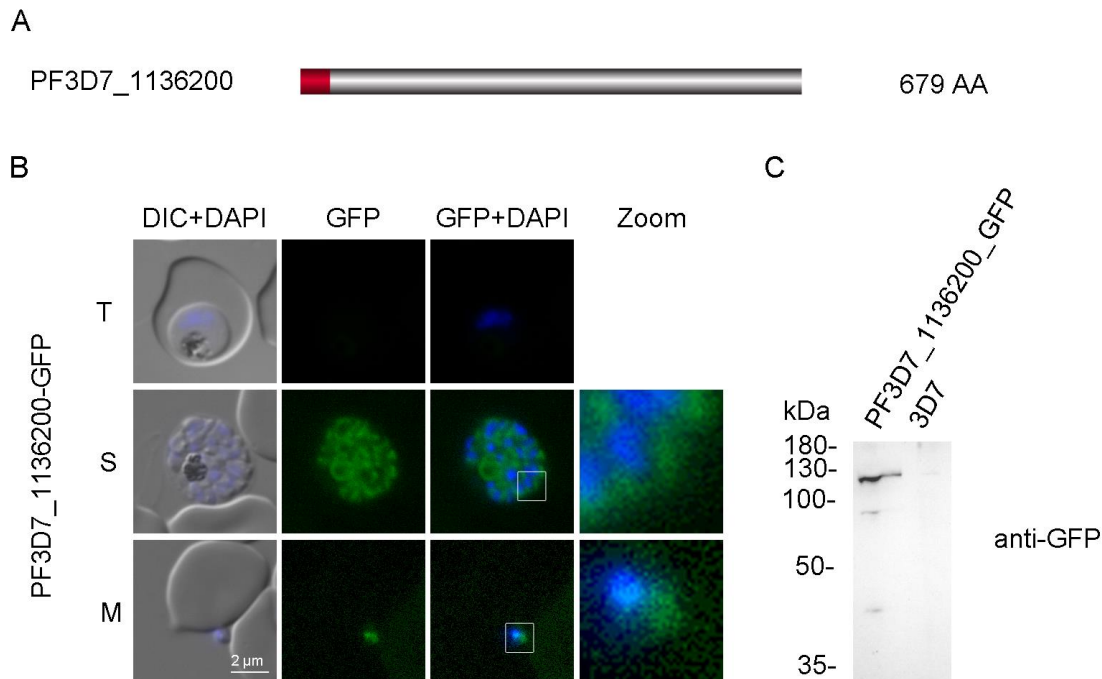 A
PF3D7_1136200
679 AA
B
DIC+DAPI GFP GFP+DAPI Zoom
PF3D7_1136200-GFP
T
S
M
2 µm
C
PF3D7_1136200_GFP
3D7
kDa
180-
130-
100-
50-
35-
anti-GFP